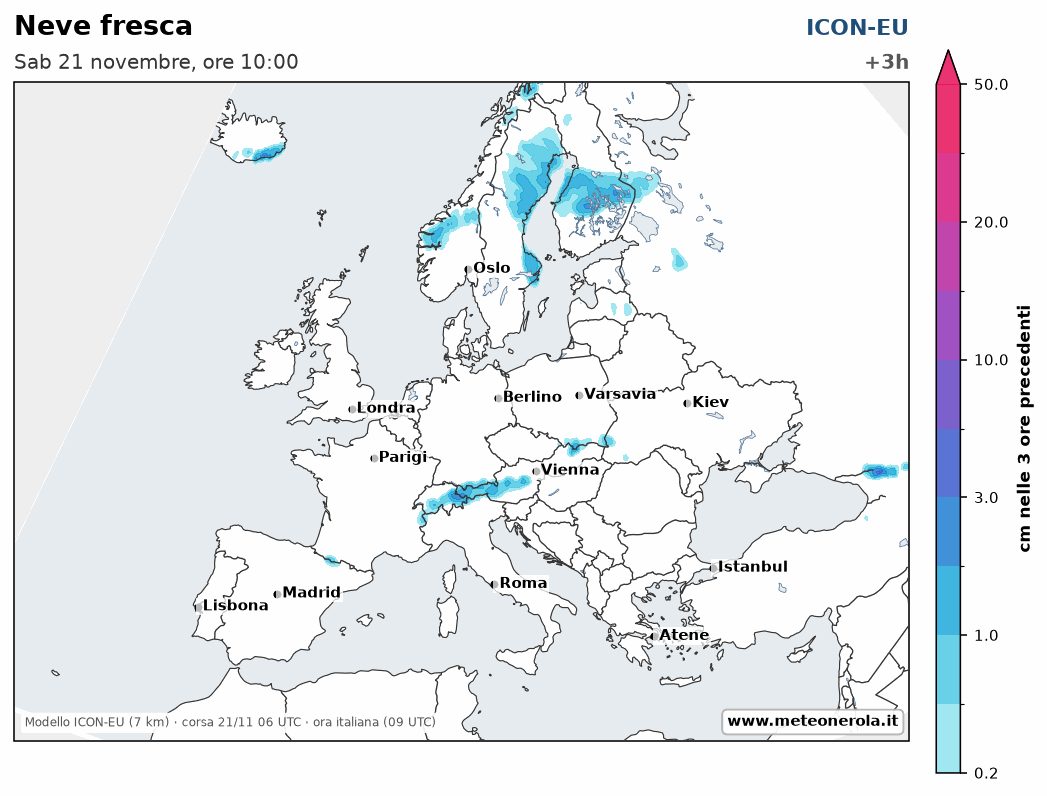 Neve fresca
ICON-EU
Sab 21 novembre, ore 10:00
+3h
50.0
20.0
10.0
3.0
1.0
0.2
cm nelle 3 ore precedenti
Oslo
Berlino
Varsavia
Kiev
Londra
Parigi
Vienna
Istanbul
Roma
Madrid
Lisbona
Atene
Modello ICON-EU (7 km) · corsa 21/11 06 UTC · ora italiana (09 UTC)
www.meteonerola.it